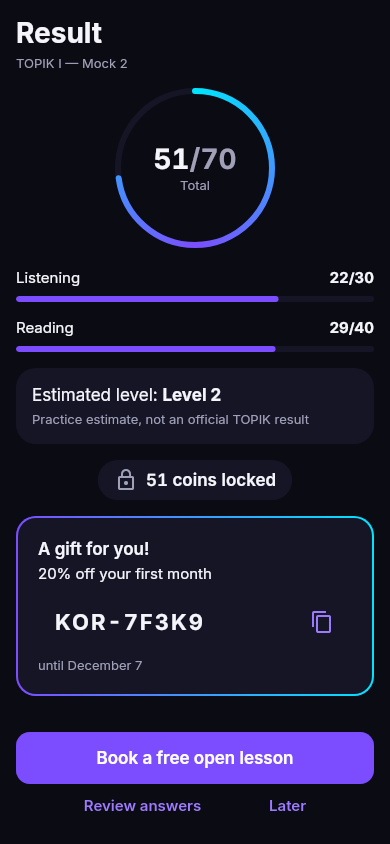 Result
TOPIK I — Mock 2
51/70
Total
Listening 22/30
Reading 29/40
Estimated level: Level 2
Practice estimate, not an official TOPIK result
51 coins locked
A gift for you!
20% off your first month
KOR-7F3K9
until December 7
Book a free open lesson
Review answers Later